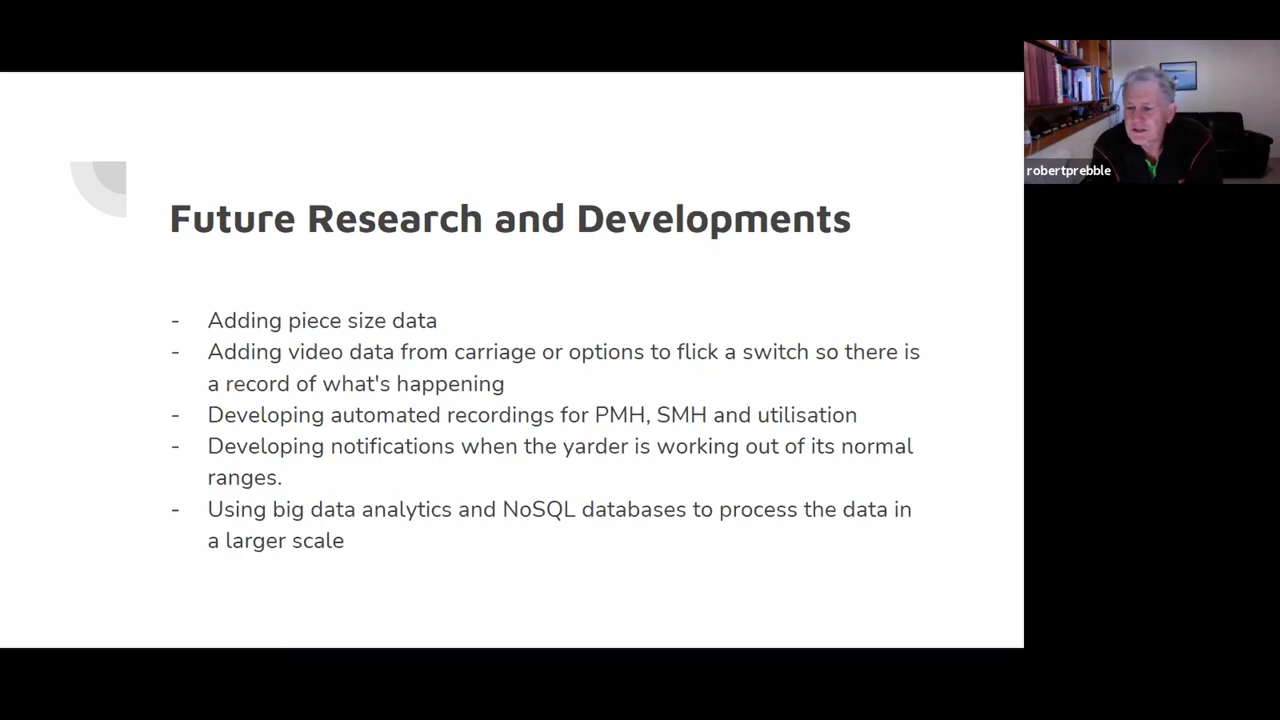 Future Research and Developments
- Adding piece size data
- Adding video data from carriage or options to flick a switch so there is
a record of what's happening
- Developing automated recordings for PMH, SMH and utilisation
- Developing notifications when the yarder is working out of its normal
ranges.
- Using big data analytics and NoSQL databases to process the data in
a larger scale
robertprebble